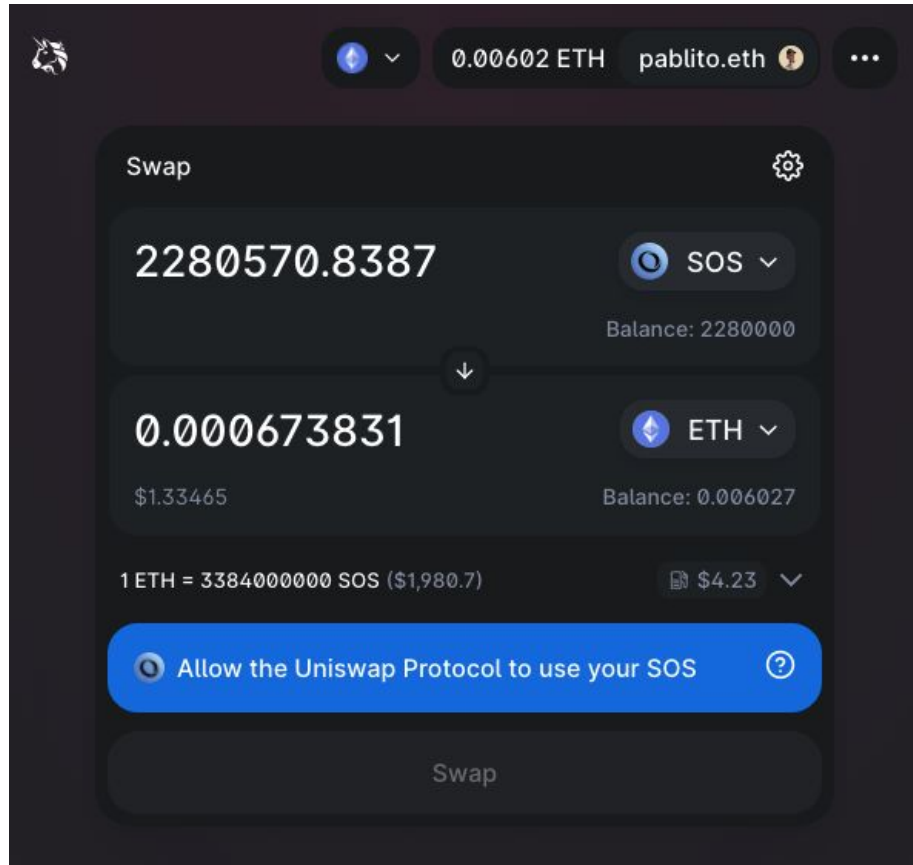 0.00602 ETH pablito.eth
Swap
2280570.8387 SOS
Balance: 2280000
0.000673831 ETH
$1.33465 Balance: 0.006027
1 ETH = 3384000000 SOS ($1,980.7) $4.23
Allow the Uniswap Protocol to use your SOS
Swap